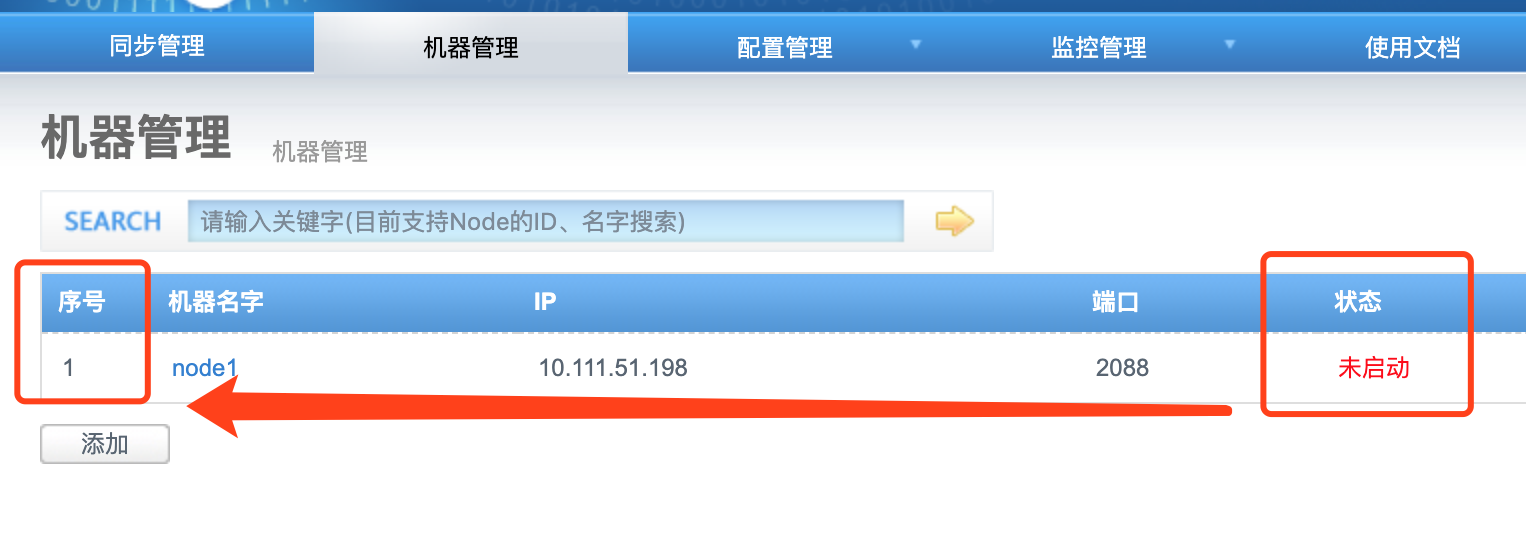 同步管理 机器管理 配置管理 监控管理 使用文档
机器管理 机器管理
SEARCH 请输入关键字(目前支持Node的ID、名字搜索)
序号 机器名字 IP 端口 状态
1 node1 10.111.51.198 2088 未启动
添加